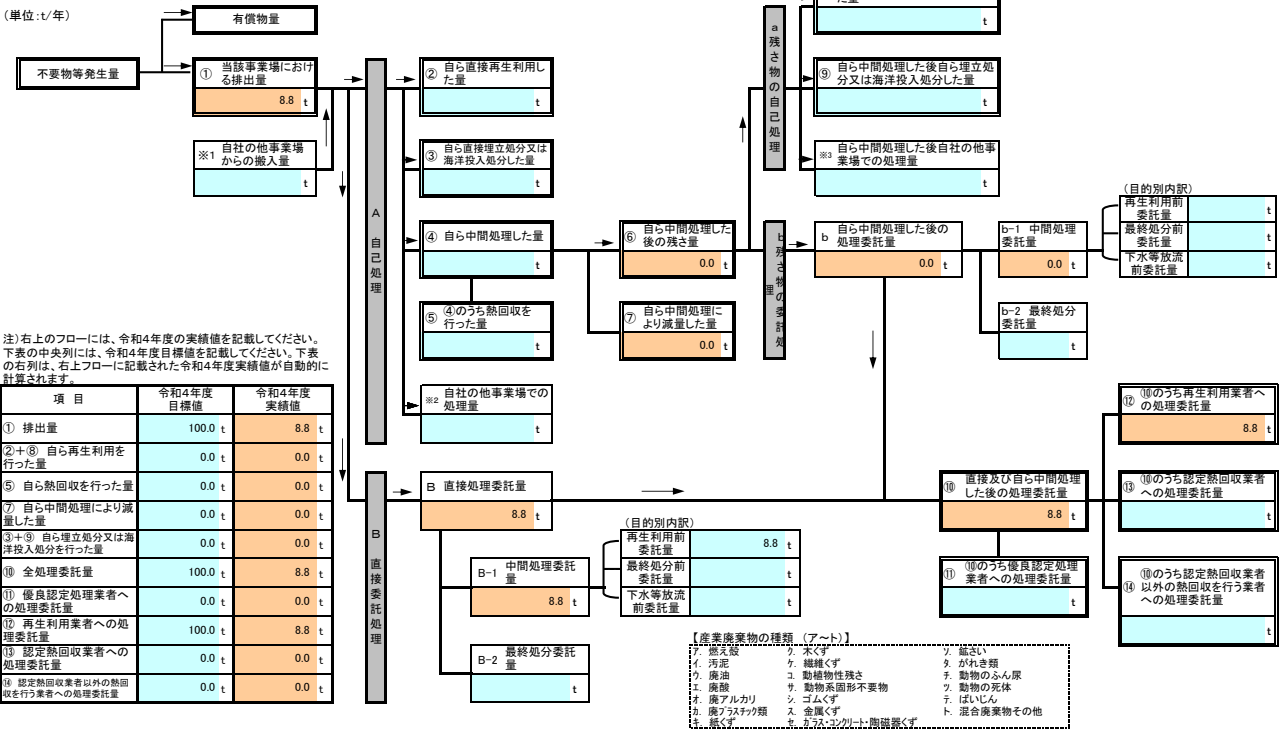 (単位:t/年)
有償物量
不要物等発生量
① 当該事業場におけ
る排出量
8.8 t
※1 自社の他事業場
からの搬入量
t
A 自己処理
② 自ら直接再生利用し
た量
t
③ 自ら直接埋立処分又は
海洋投入処分した量
t
④ 自ら中間処理した量
t
⑤ ④のうち熱回収を
行った量
t
※2 自社の他事業場での
処理量
t
⑥ 自ら中間処理した
後の残さ量
0.0 t
⑦ 自ら中間処理に
より減量した量
0.0 t
a 残さ物の自己処理
た量
t
⑨ 自ら中間処理した後自ら埋立処
分又は海洋投入処分した量
t
※3 自ら中間処理した後自社の他事
業場での処理量
t
b 残さ物の委託処理
b 自ら中間処理した後の
処理委託量
0.0 t
b-1 中間処理
委託量
0.0 t
(目的別内訳)
再生利用前
委託量
t
最終処分前
委託量
t
下水等放流
前委託量
t
b-2 最終処分
委託量
t
注)右上のフローには、令和4年度の実績値を記載してください。
下表の中央列には、令和4年度目標値を記載してください。下表
の右列は、右上フローに記載された令和4年度実績値が自動的に
計算されます。
項 目 令和4年度 目標値 令和4年度 実績値
① 排出量 100.0 t 8.8 t
②+⑧ 自ら再生利用を
行った量 0.0 t 0.0 t
⑤ 自ら熱回収を行った量 0.0 t 0.0 t
⑦ 自ら中間処理により減
量した量 0.0 t 0.0 t
③+⑨ 自ら埋立処分又は海
洋投入処分を行った量 0.0 t 0.0 t
⑩ 全処理委託量 100.0 t 8.8 t
⑪ 優良認定処理業者へ
の処理委託量 0.0 t 0.0 t
⑫ 再生利用業者への処
理委託量 100.0 t 8.8 t
⑬ 認定熱回収業者への
処理委託量 0.0 t 0.0 t
⑭ 認定熱回収業者以外の熱回
収を行う業者への処理委託量 0.0 t 0.0 t
B 直接委託処理
B 直接処理委託量
8.8 t
B-1 中間処理委託
量
8.8 t
(目的別内訳)
再生利用前
委託量
8.8 t
最終処分前
委託量
t
下水等放流
前委託量
t
B-2 最終処分委託
量
t
⑩ 直接及び自ら中間処理
した後の処理委託量
8.8 t
⑪ ⑩のうち優良認定処理
業者への処理委託量
t
⑫ ⑩のうち再生利用業者へ
の処理委託量
8.8 t
⑬ ⑩のうち認定熱回収業者
への処理委託量
t
⑭ ⑩のうち認定熱回収業者
以外の熱回収を行う業者
への処理委託量
t
【産業廃棄物の種類 (ア~ト)】
ア. 燃え殻 ク. 木くず ソ. 鉱さい
イ. 汚泥 ケ. 繊維くず タ. がれき類
ウ. 廃油 コ. 動植物性残さ チ. 動物のふん尿
エ. 廃酸 サ. 動物系固形不要物 ツ. 動物の死体
オ. 廃アルカリ シ. ゴムくず テ. ばいじん
カ. 廃プラスチック類 ス. 金属くず ト. 混合廃棄物その他
キ. 紙くず セ. ガラス・コンクリート・陶磁器くず